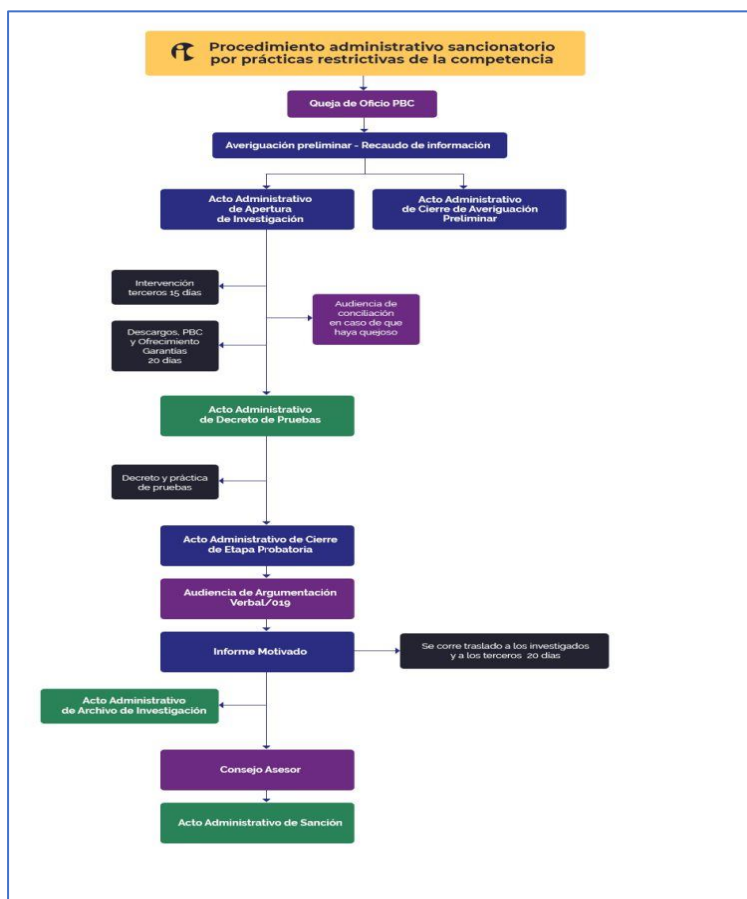 Procedimiento administrativo sancionatorio
por prácticas restrictivas de la competencia
Queja de Oficio PBC
Averiguación preliminar - Recaudo de información
Acto Administrativo
de Apertura
de Investigación
Acto Administrativo
de Cierre de Averiguación
Preliminar
Intervención
terceros 15 días
Audiencia de
conciliación
en caso de que
haya quejoso
Descargos, PBC
y Ofrecimiento
Garantías
20 días
Acto Administrativo
de Decreto de Pruebas
Decreto y práctica
de pruebas
Acto Administrativo de Cierre
de Etapa Probatoria
Audiencia de Argumentación
Verbal/019
Informe Motivado
Se corre traslado a los investigados
y a los terceros 20 días
Acto Administrativo
de Archivo de Investigación
Consejo Asesor
Acto Administrativo de Sanción